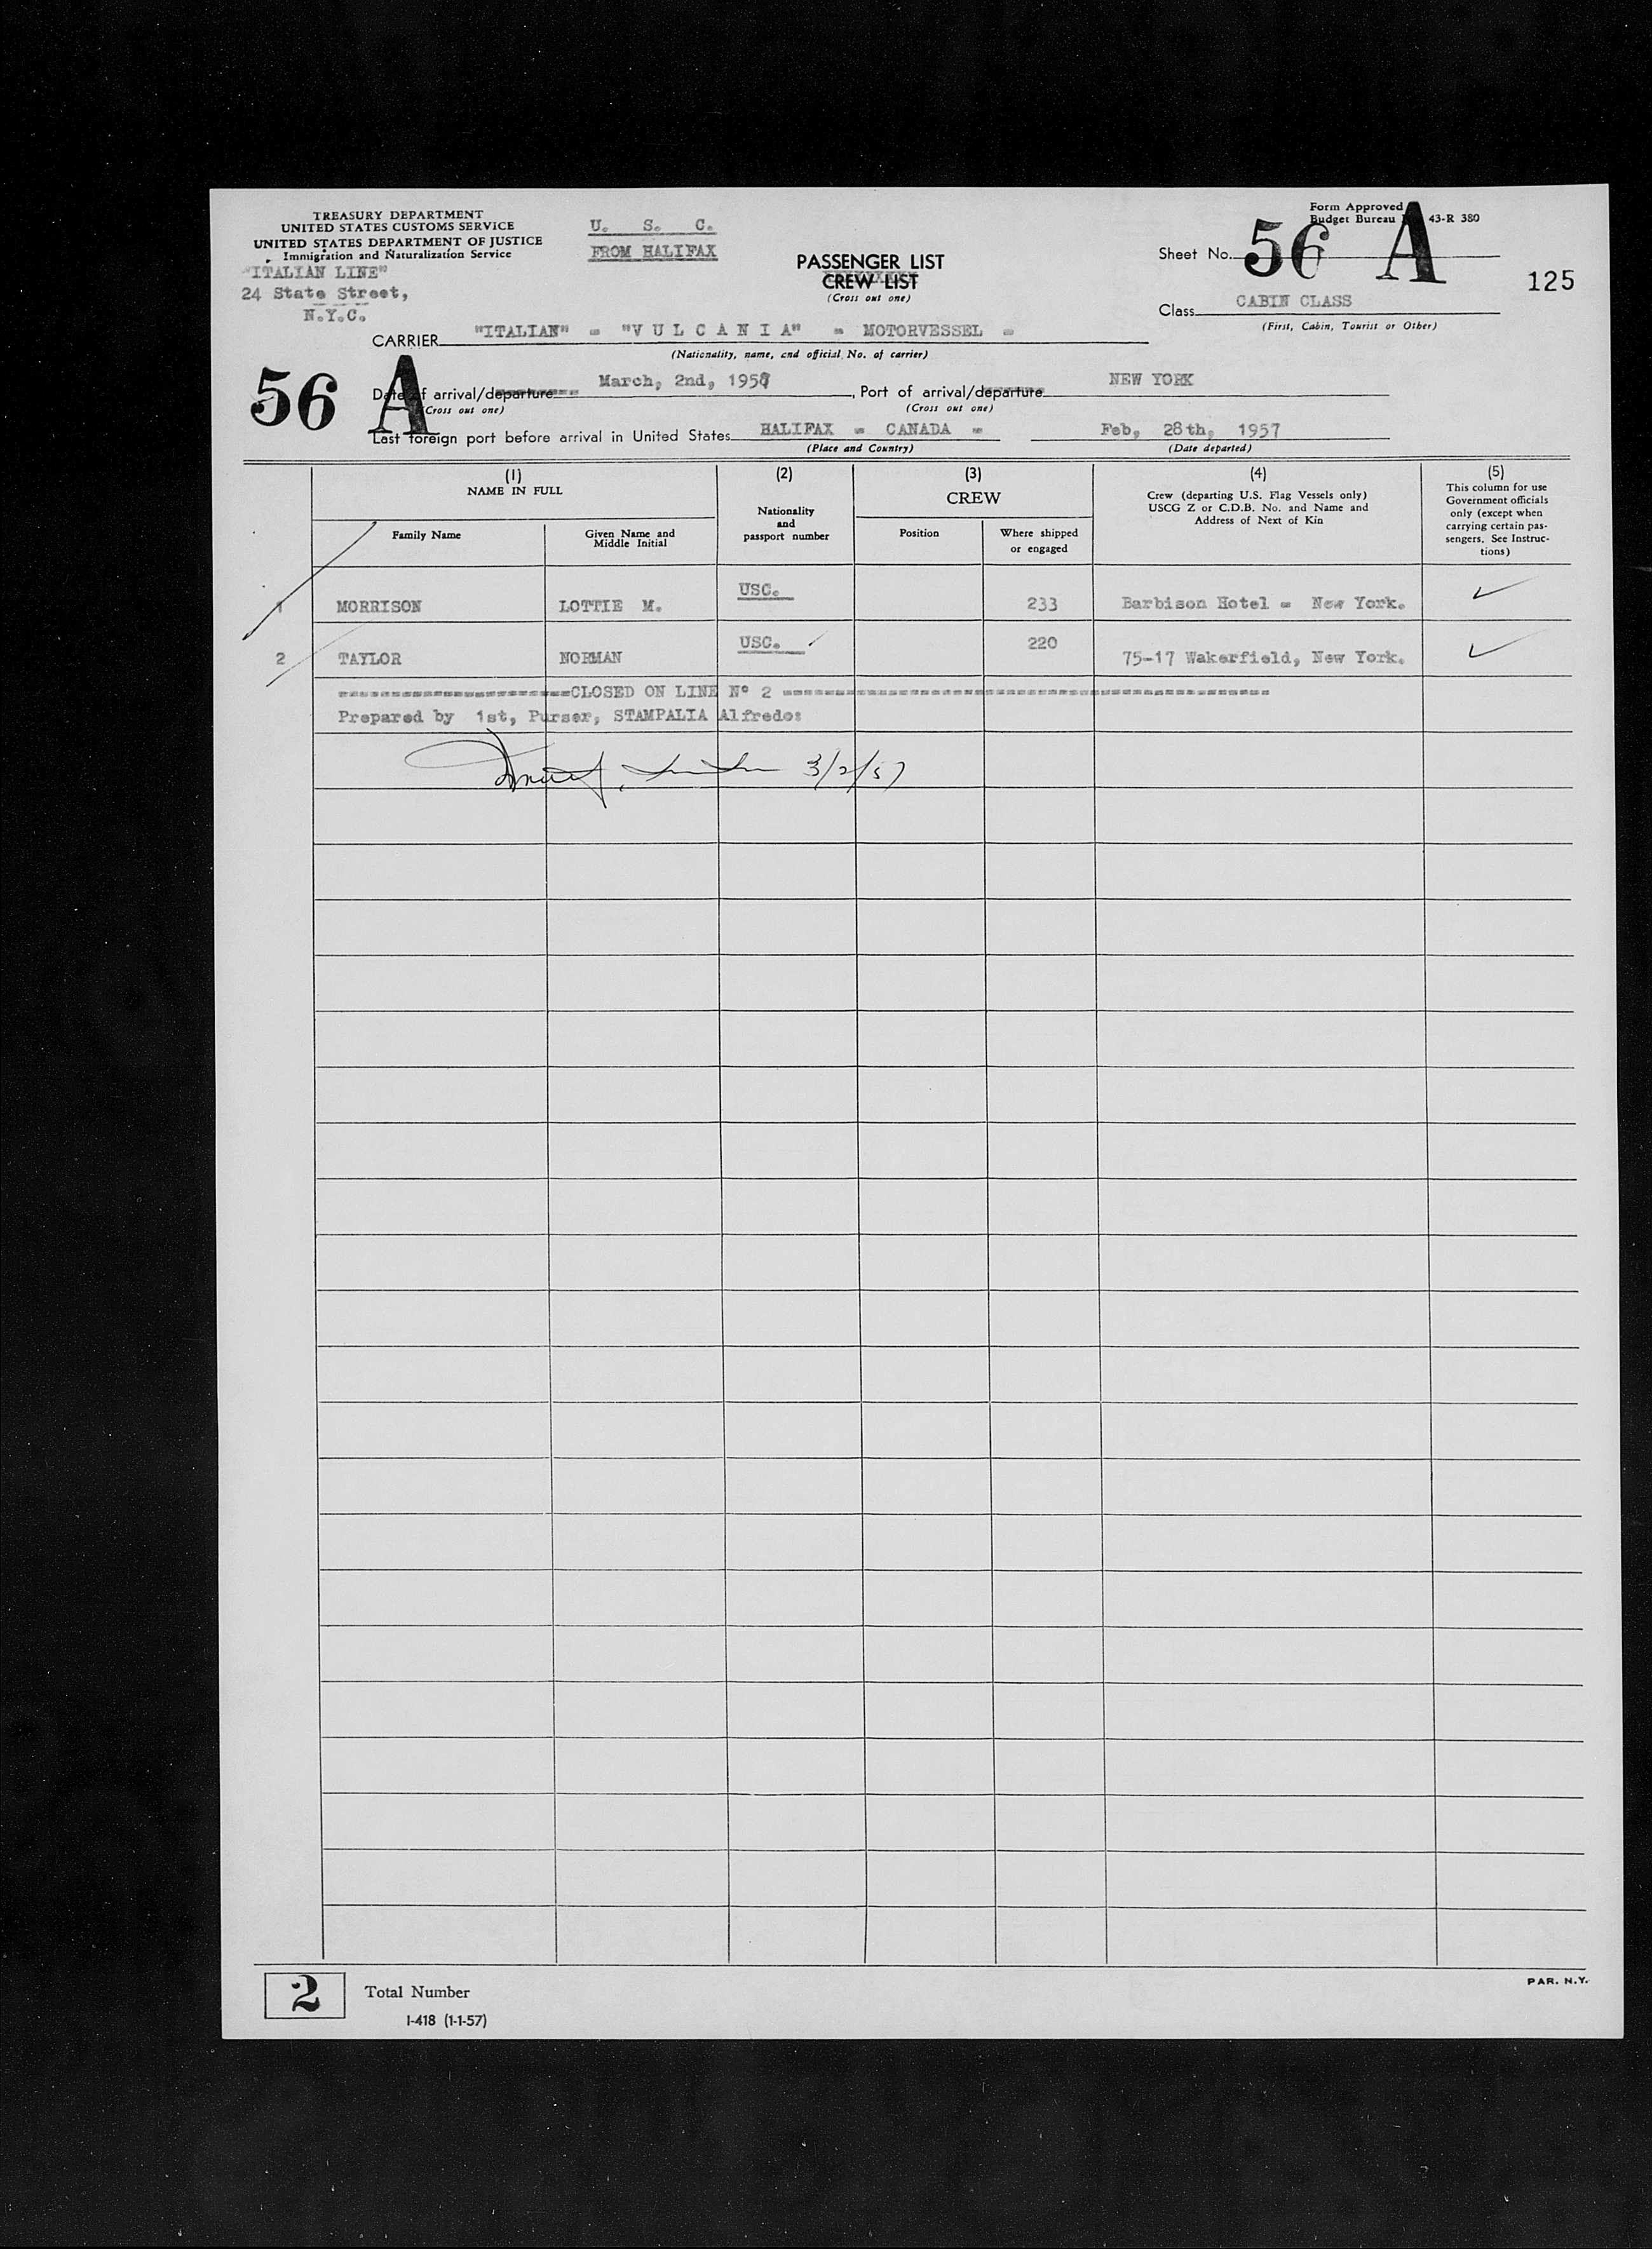 TREASURY DEPARTMENT
UNITED STATES CUSTOMS SERVICE
UNITED STATES DEPARTMENT OF JUSTICE
Immigration and Naturalization Service
"ITALIAN LINE"
24 State Street,
N.Y.C.
U. S. C.
FROM HALIFAX
PASSENGER LIST
CREW LIST
(Cross out one)
Form Approved
Budget Bureau 43-R 380
Sheet No. 56 A
125
Class CABIN CLASS
(First, Cabin, Tourist or Other)
CARRIER "ITALIAN" = "V U L C A N I A" = MOTORVESSEL =
(Nationality, name, and official No. of carrier)
56 A
Date of arrival/departure March, 2nd, 1957, Port of arrival/departure NEW YORK
(Cross out one) (Cross out one)
Last foreign port before arrival in United States HALIFAX = CANADA = Feb, 28th, 1957
(Place and Country) (Date departed)
(1) (2) (3) (4) (5)
NAME IN FULL
Family Name
Given Name and
Middle Initial
Nationality
and
passport number
CREW
Position
Where shipped
or engaged
Crew (departing U.S. Flag Vessels only)
USCG Z or C.D.B. No. and Name and
Address of Next of Kin
This column for use
Government officials
only (except when
carrying certain pas-
sengers. See Instruc-
tions)
1 MORRISON LOTTIE M. USC. 233 Barbison Hotel = New York.
2 TAYLOR NORMAN USC. 220 75-17 Wakerfield, New York.
CLOSED ON LINE N° 2
Prepared by 1st, Purser, STAMPALIA Alfredo:
3/2/57
2 Total Number
I-418 (1-1-57)
PAR. N.Y.